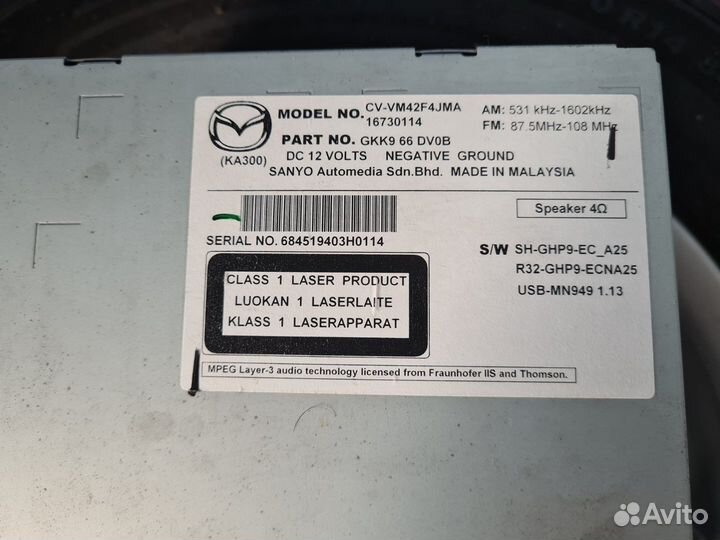 MODEL NO. CV-VM42F4JMA
16730114
AM: 531 kHz-1602kHz
FM: 87.5MHz-108 MHz
PART NO. GKK9 66 DV0B
(KA300)
DC 12 VOLTS NEGATIVE GROUND
SANYO Automedia Sdn.Bhd. MADE IN MALAYSIA
Speaker 4Ω
SERIAL NO. 684519403H0114
S/W SH-GHP9-EC_A25
R32-GHP9-ECNA25
USB-MN949 1.13
CLASS 1 LASER PRODUCT
LUOKAN 1 LASERLAITE
KLASS 1 LASERAPPARAT
MPEG Layer-3 audio technology licensed from Fraunhofer IIS and Thomson.
Avito